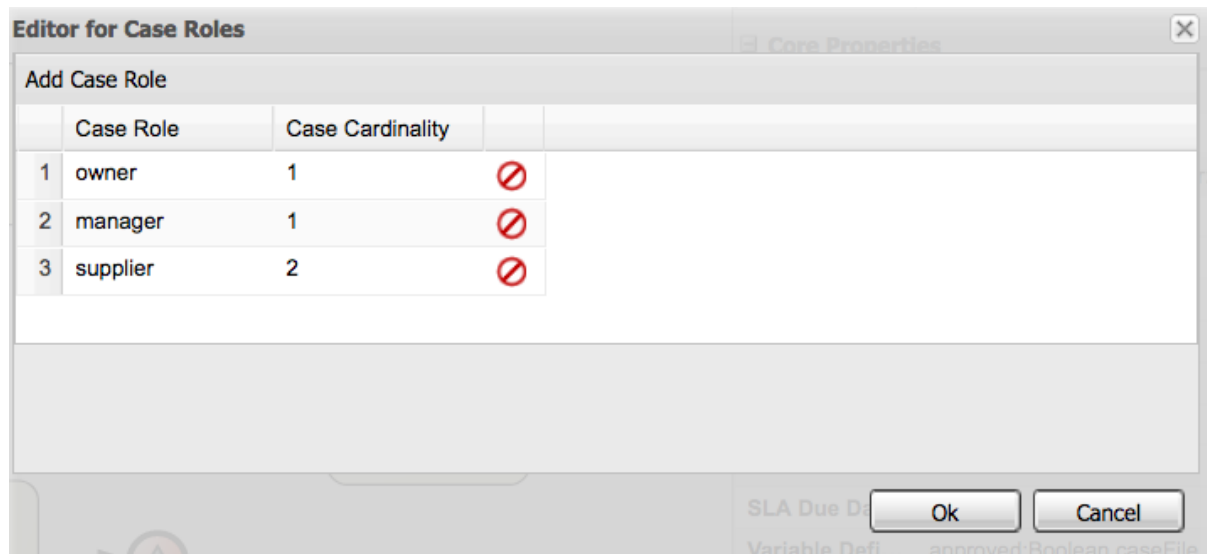 Editor for Case Roles
Core Properties
Add Case Role
Case Role Case Cardinality
1 owner 1
2 manager 1
3 supplier 2
SLA Due Da
Ok Cancel
Variable Defi approved:Boolean,caseFile